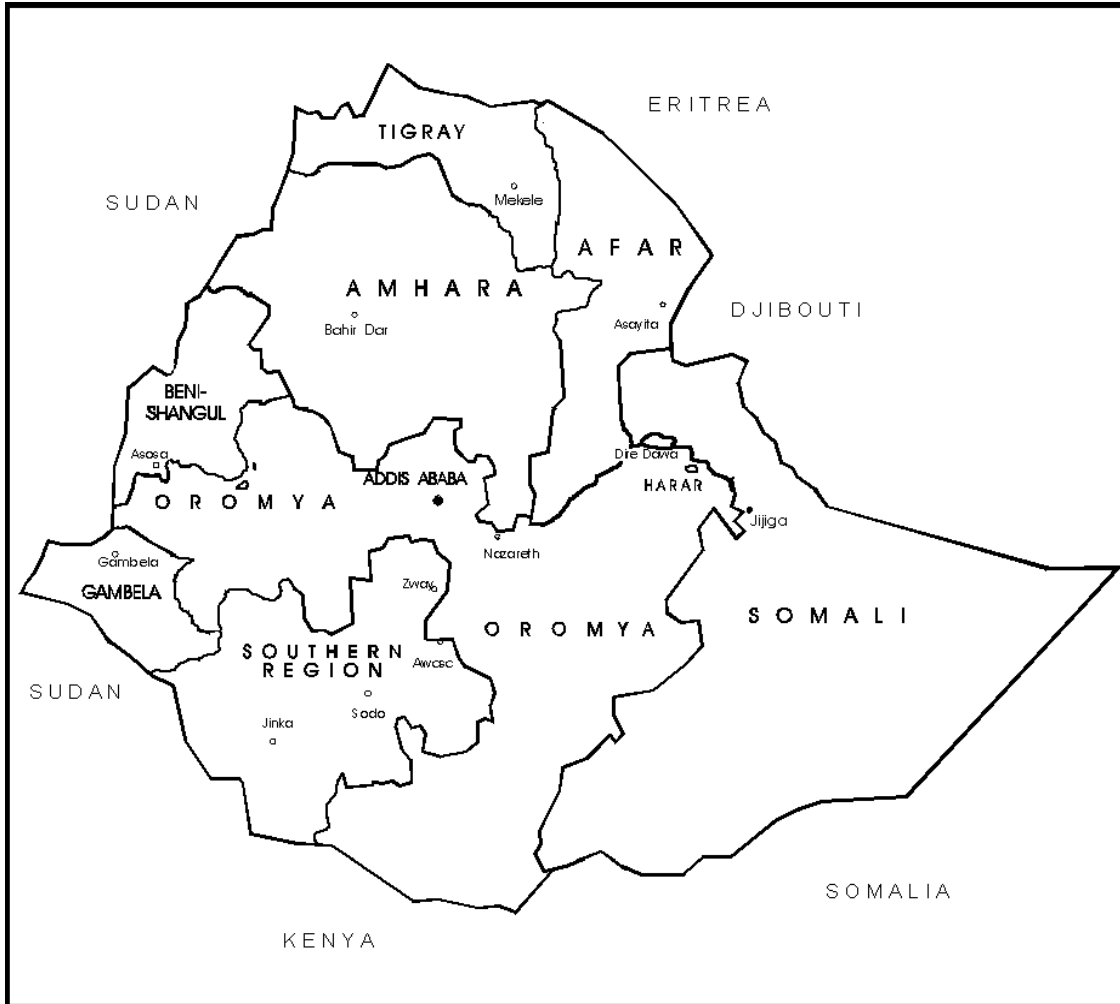 ERITREA
TIGRAY
Mekele
SUDAN
AFAR
AMHARA
DJIBOUTI
Bahir Dar
Asayita
BENI-
SHANGUL
Asosa
Dire Dawa
ADDIS ABABA
HARAR
OROMYA
Jijiga
Nazareth
Gambela
GAMBELA
Zway
SOMALI
OROMYA
SOUTHERN
REGION
Awasa
SUDAN
Sodo
Jinka
SOMALIA
KENYA